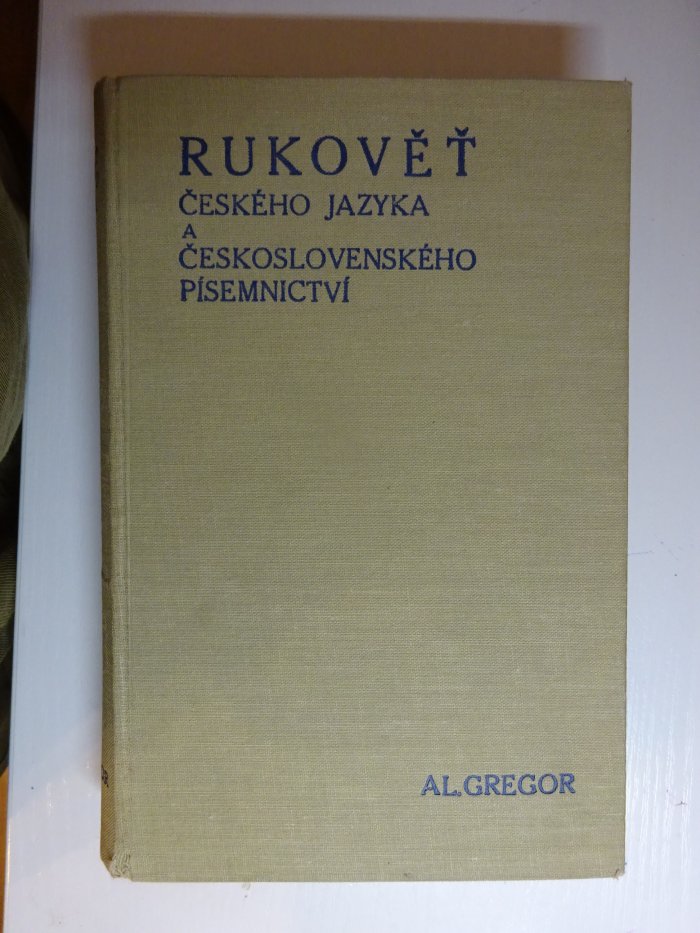 RUKOVĚŤ
ČESKÉHO JAZYKA
A
ČESKOSLOVENSKÉHO
PÍSEMNICTVÍ
AL. GREGOR